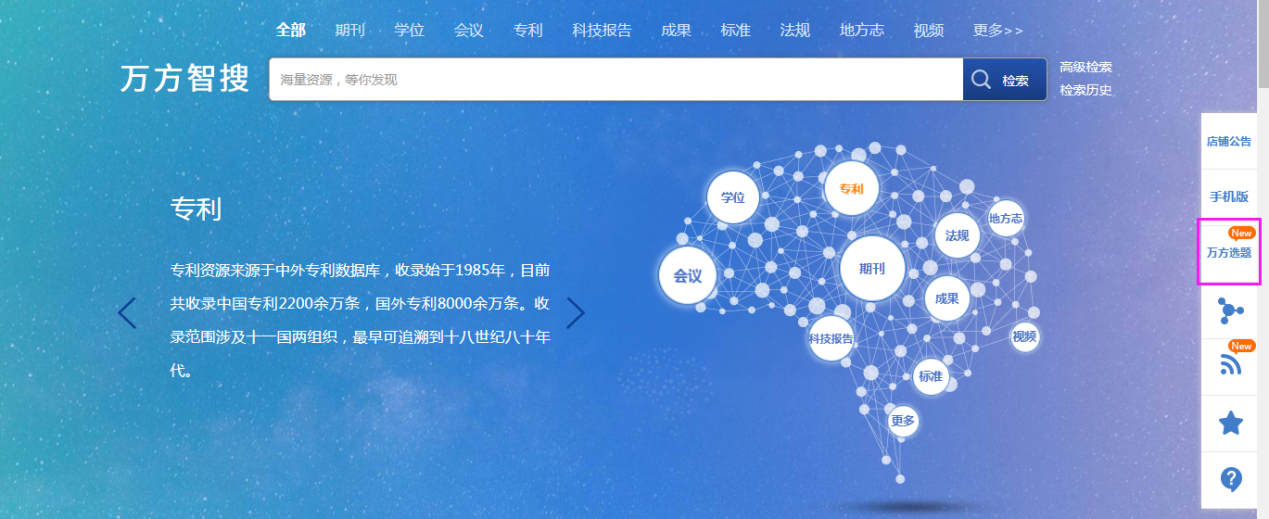 全部 期刊 学位 会议 专利 科技报告 成果 标准 法规 地方志 视频 更多>>
万方智搜 海量资源，等你发现 检索 高级检索
检索历史
店铺公告
手机版
New
万方选题
New
专利
专利资源来源于中外专利数据库，收录始于1985年，目前
共收录中国专利2200余万条，国外专利8000余万条。收
录范围涉及十一国两组织，最早可追溯到十八世纪八十年
代。
学位
专利
地方志
法规
会议
期刊
成果
科技报告
视频
标准
更多